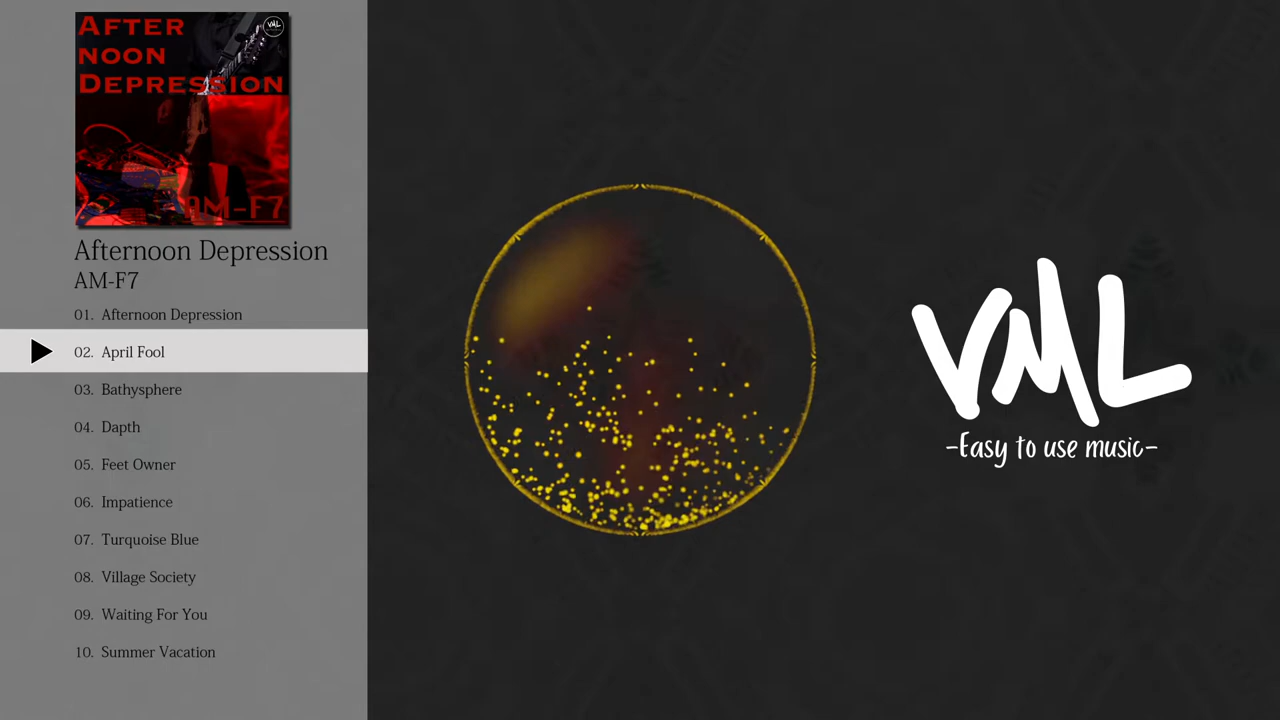 AFTER
NOON
DEPRESSION
VML
AM-F7
Afternoon Depression
AM-F7
01. Afternoon Depression
02. April Fool
03. Bathysphere
04. Dapth
05. Feet Owner
06. Impatience
07. Turquoise Blue
08. Village Society
09. Waiting For You
10. Summer Vacation
VML
-Easy to use music-